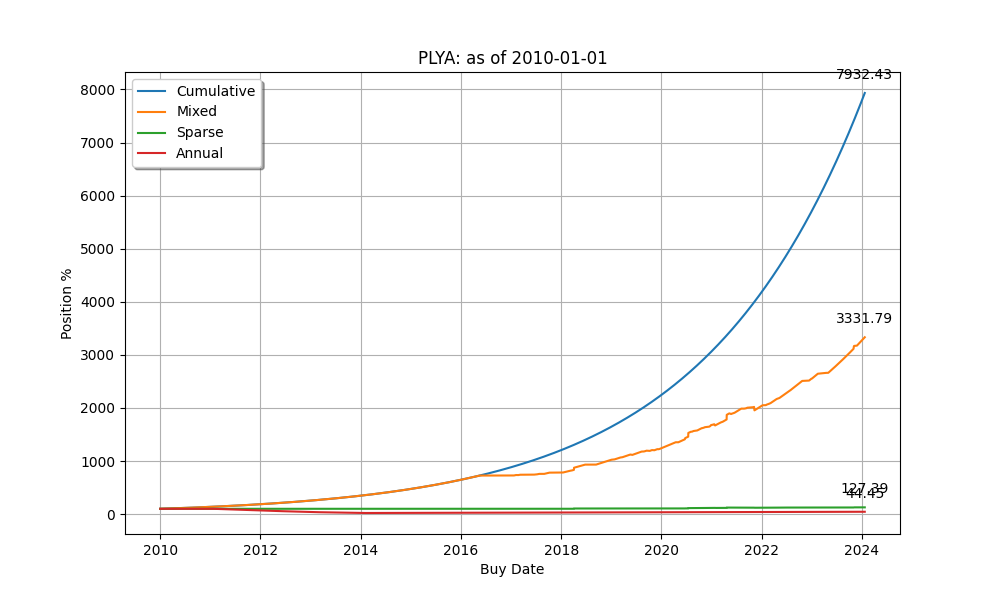 PLYA: as of 2010-01-01
Cumulative
Mixed
Sparse
Annual
7932.43
3331.79
127.39
44.45
8000
7000
6000
5000
4000
3000
2000
1000
0
Position %
2010 2012 2014 2016 2018 2020 2022 2024
Buy Date